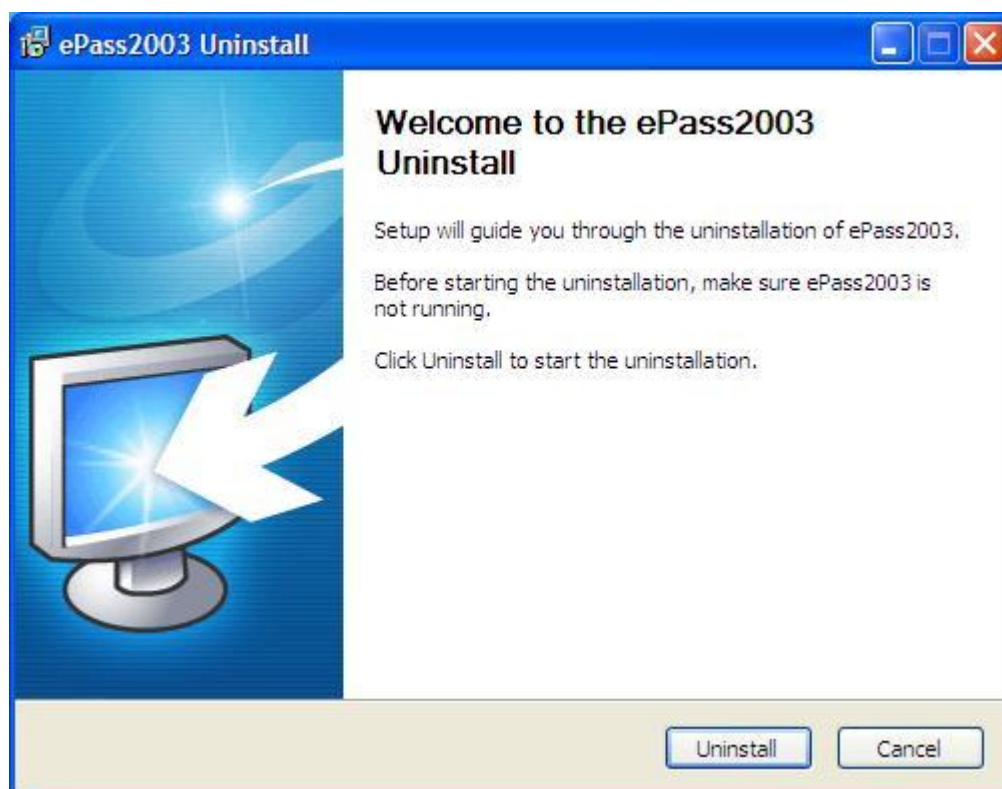 ePass2003 Uninstall
Welcome to the ePass2003
Uninstall
Setup will guide you through the uninstallation of ePass2003.
Before starting the uninstallation, make sure ePass2003 is
not running.
Click Uninstall to start the uninstallation.
Uninstall
Cancel